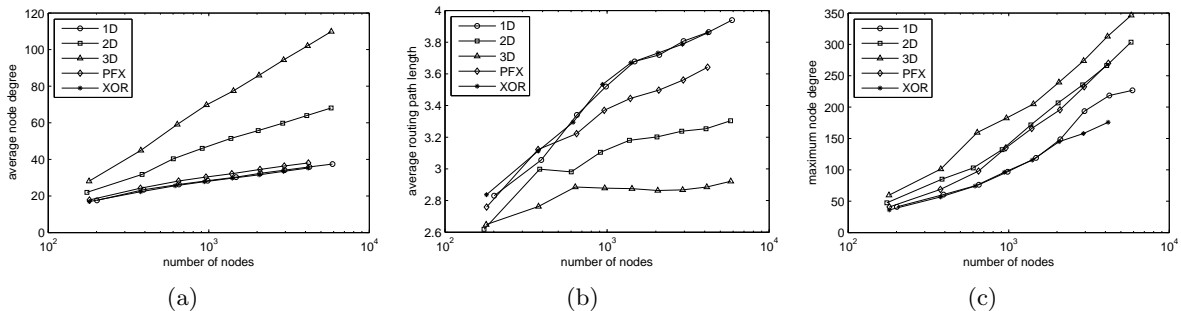 120
100
80
60
40
20
0
10^2
10^3
10^4
average node degree
number of nodes
1D
2D
3D
PFX
XOR
(a)
4
3.8
3.6
3.4
3.2
3
2.8
2.6
10^2
10^3
10^4
average routing path length
number of nodes
1D
2D
3D
PFX
XOR
(b)
350
300
250
200
150
100
50
0
10^2
10^3
10^4
maximum node degree
number of nodes
1D
2D
3D
PFX
XOR
(c)